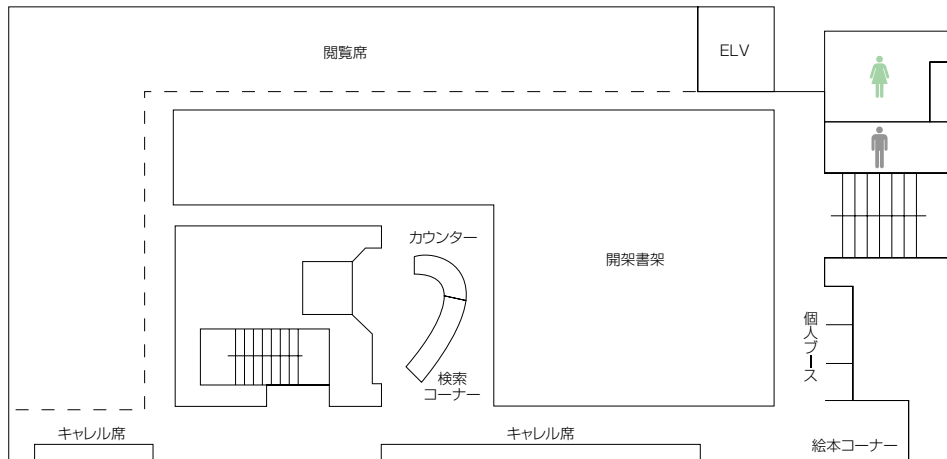 閲覧席
ELV
カウンター
開架書架
個人ブース
検索
コーナー
キャレル席
キャレル席
絵本コーナー